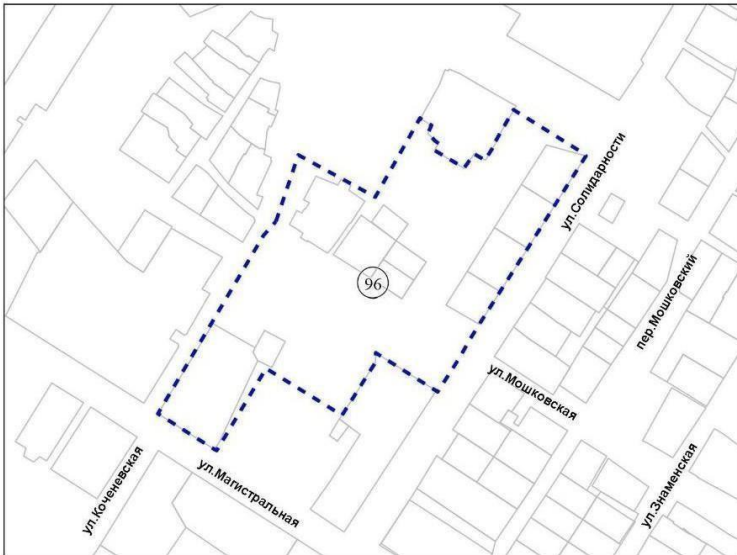 ул.Солидарности
пер.Мошковский
96
ул.Мошковская
ул.Коченевская
ул.Магистральная
ул.Знаменская